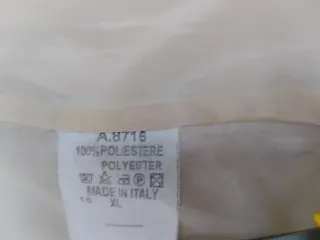 A.8716
100%POLIESTERE
POLYESTER
MADE IN ITALY
XL